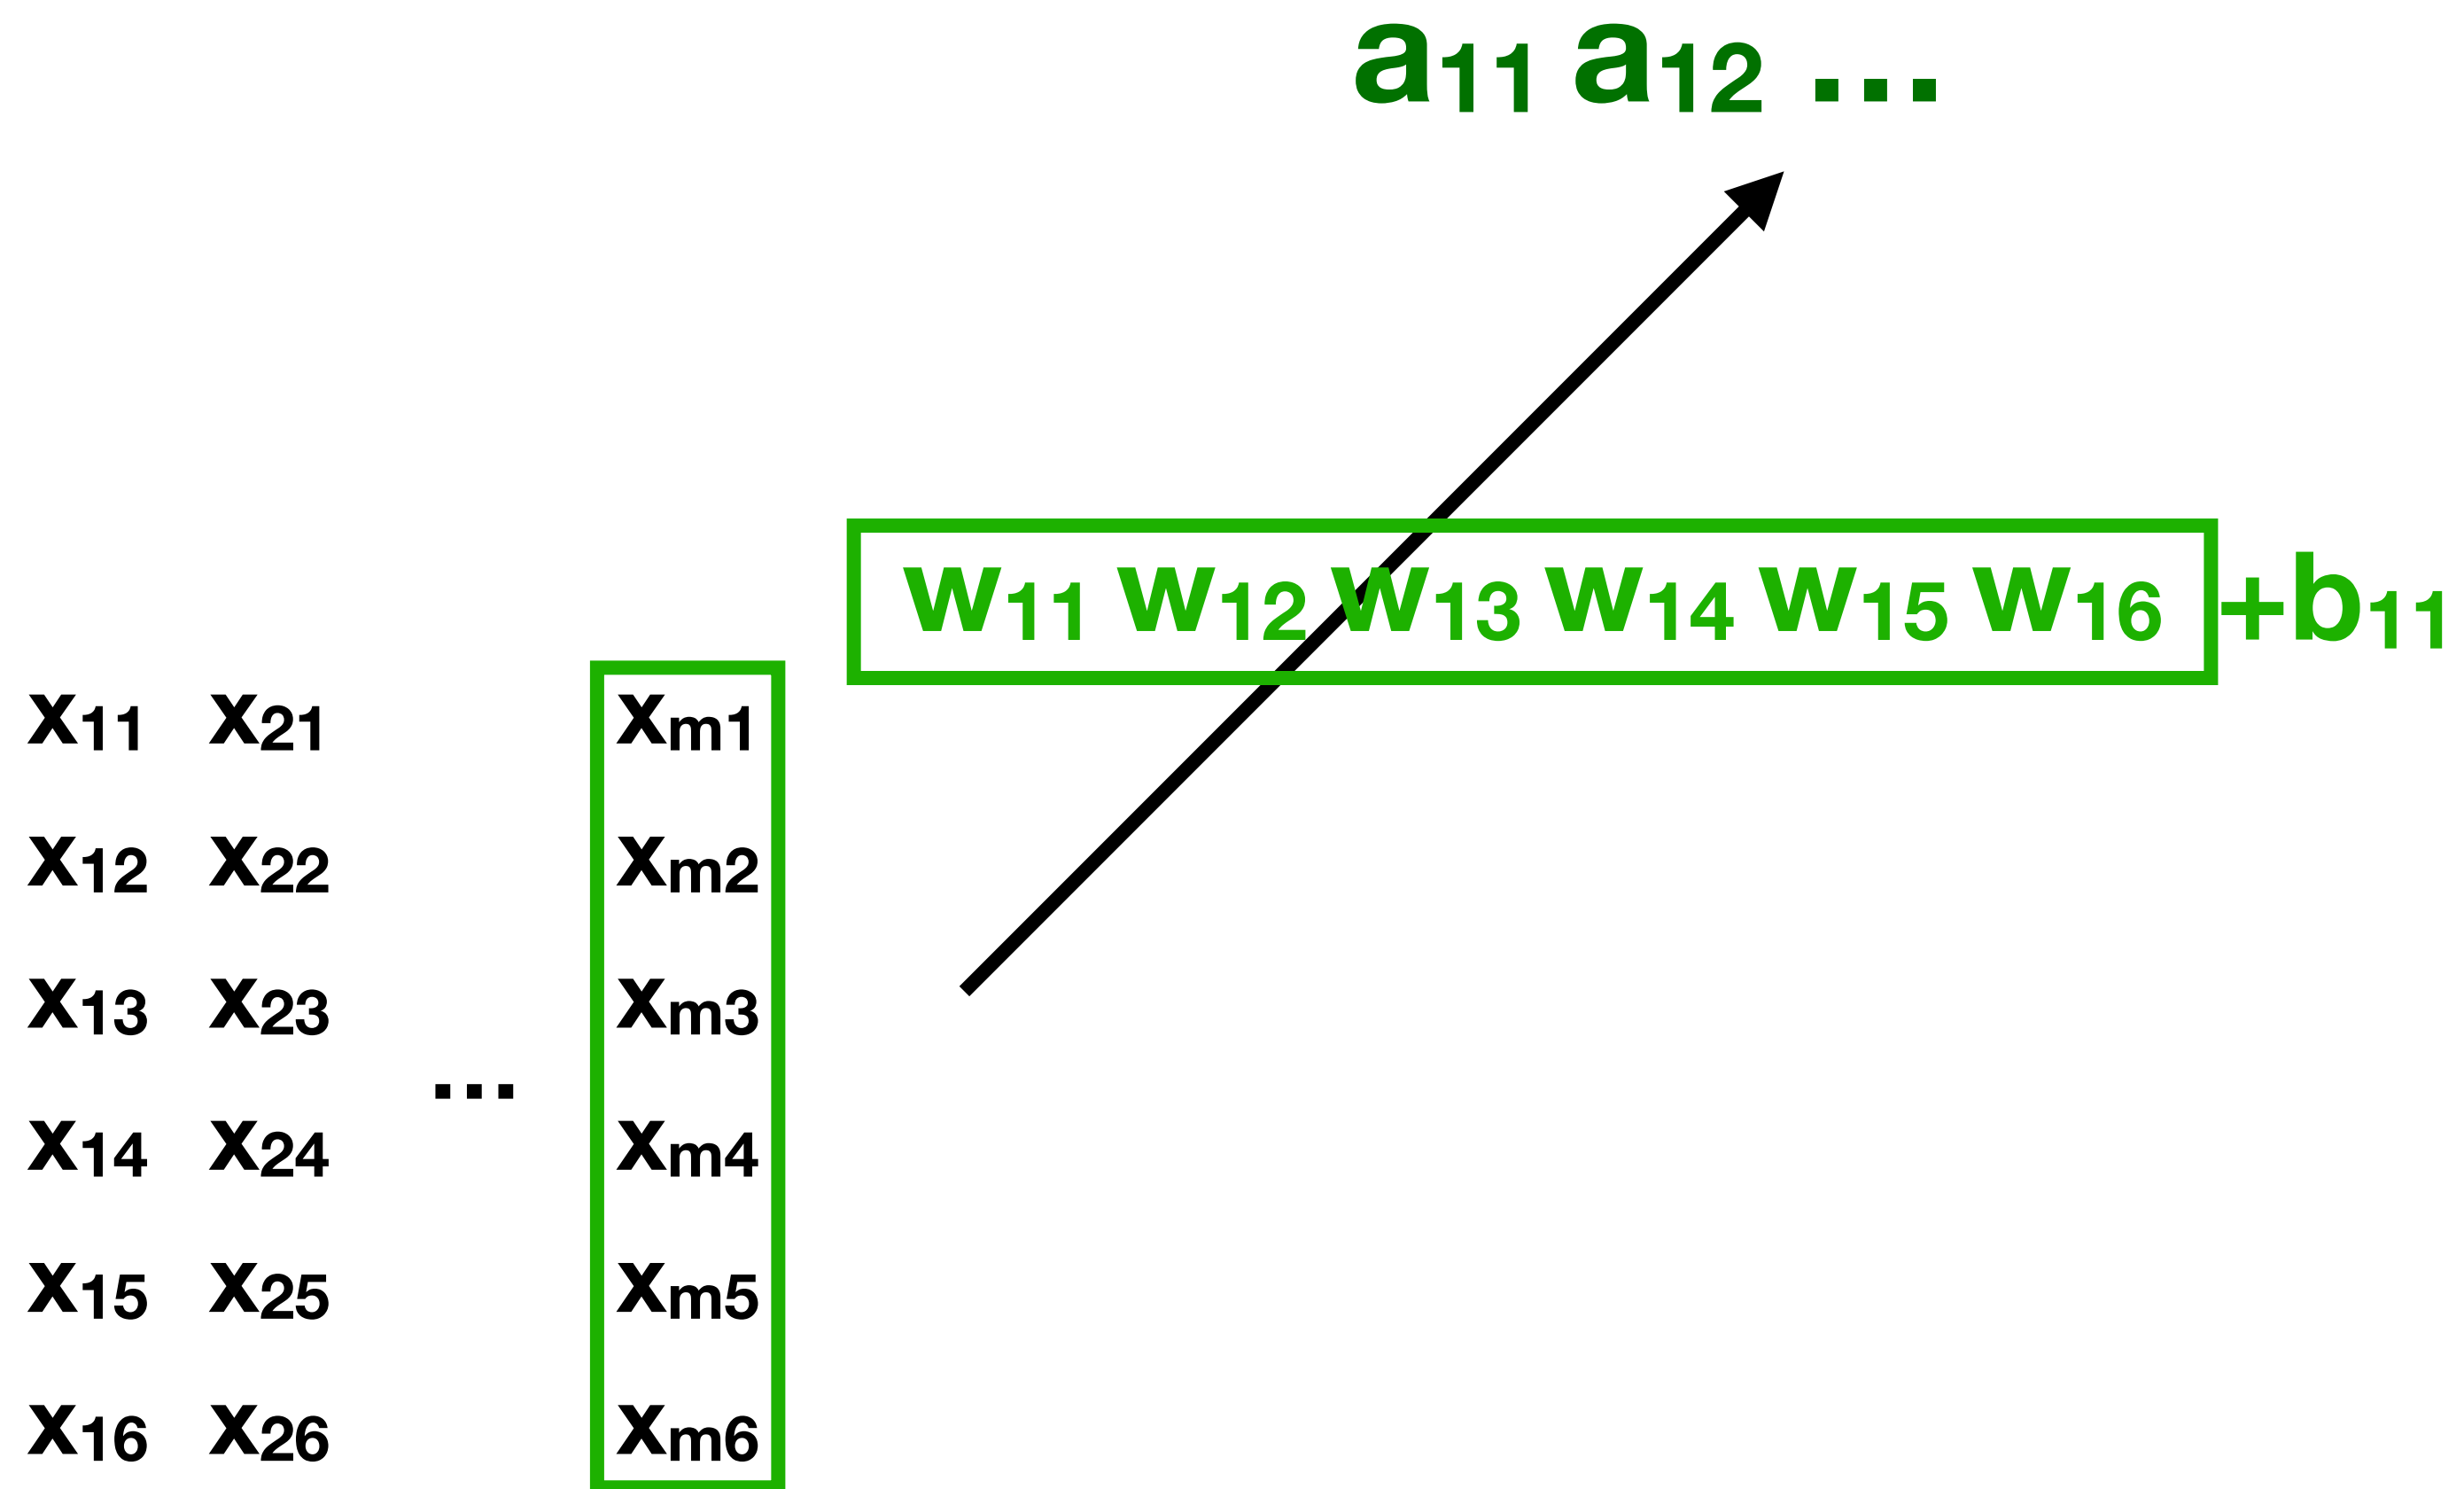 a₁₁ a₁₂ ...
w₁₁ w₁₂ w₁₃ w₁₄ w₁₅ w₁₆ +b₁₁
x₁₁ x₂₁ xₘ₁
x₁₂ x₂₂ xₘ₂
x₁₃ x₂₃ xₘ₃
...
x₁₄ x₂₄ xₘ₄
x₁₅ x₂₅ xₘ₅
x₁₆ x₂₆ xₘ₆